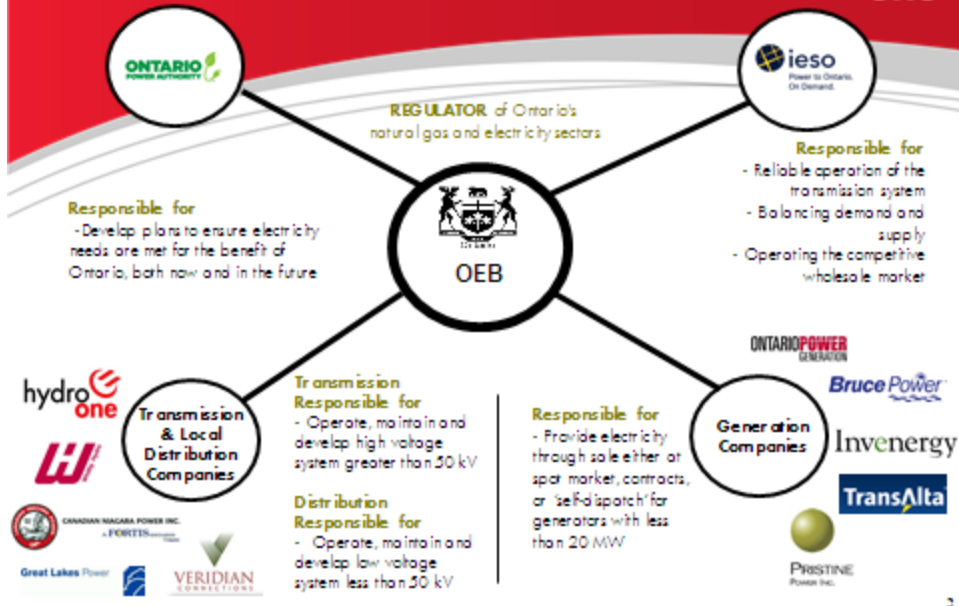 ONTARIO
POWER AUTHORITY
ieso
Power to Ontario.
On Demand.
REGULATOR of Ontario's
natural gas and electricity sectors
Responsible for
- Reliable operation of the
transmission system
- Balancing demand and
supply
- Operating the competitive
wholesale market
Responsible for
-Develop plans to ensure electricity
needs are met for the benefit of
Ontario, both now and in the future
Ontario
OEB
hydro
one
Transmission
& Local
Distribution
Companies
CANADIAN NIAGARA POWER INC.
A FORTIS
Great Lakes Power
VERIDIAN
CONNECTIONS
Transmission
Responsible for
- Operate, maintain and
develop high voltage
system greater than 50 kV
Distribution
Responsible for
- Operate, maintain and
develop low voltage
system less than 50 kV
Responsible for
- Provide electricity
through sale either at
spot market, contracts,
or 'self-dispatch' for
generators with less
than 20 MW
Generation
Companies
ONTARIOPOWER
GENERATION
Bruce Power
Invenergy
TransAlta
PRISTINE
POWER INC.